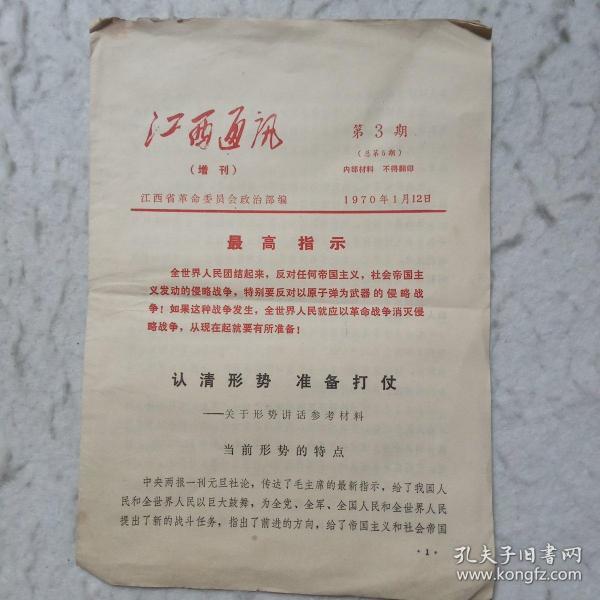 江西通讯
（增刊）
第3期
（总第5期）
内部材料 不得翻印
江西省革命委员会政治部编
1970年1月12日
最高指示
全世界人民团结起来，反对任何帝国主义，社会帝国主
义发动的侵略战争，特别要反对以原子弹为武器的侵略战
争！如果这种战争发生，全世界人民就应以革命战争消灭侵
略战争，从现在起就要有所准备！
认清形势 准备打仗
——关于形势讲话参考材料
当前形势的特点
中央两报一刊元旦社论，传达了毛主席的最新指示，给了我国人
民和全世界人民以巨大鼓舞，为全党、全军、全国人民和全世界人民
提出了新的战斗任务，指出了前进的方向，给了帝国主义和社会帝国
·1·
孔夫子旧书网
www.kongfz.com